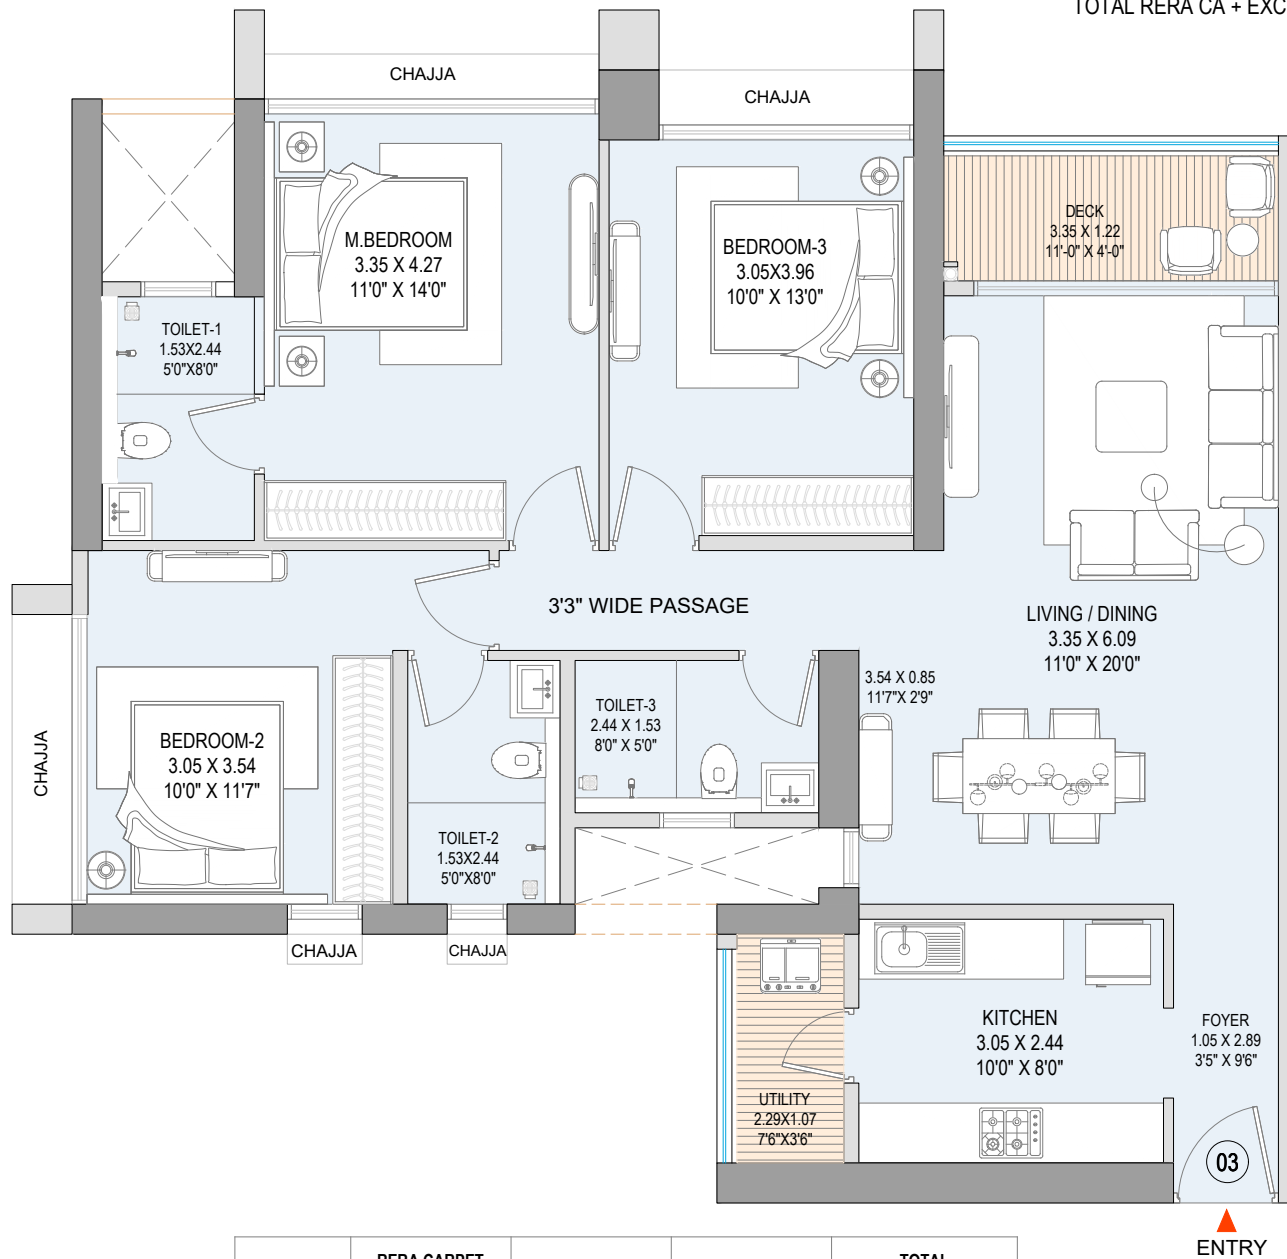 TOTAL RERA CA + EXC
CHAJJA
CHAJJA
DECK
3.35 X 1.22
11'-0" X 4'-0"
M.BEDROOM
3.35 X 4.27
11'0" X 14'0"
BEDROOM-3
3.05X3.96
10'0" X 13'0"
TOILET-1
1.53X2.44
5'0"X8'0"
3'3" WIDE PASSAGE
LIVING / DINING
3.35 X 6.09
11'0" X 20'0"
3.54 X 0.85
11'7"X 2'9"
TOILET-3
2.44 X 1.53
8'0" X 5'0"
CHAJJA
BEDROOM-2
3.05 X 3.54
10'0" X 11'7"
TOILET-2
1.53X2.44
5'0"X8'0"
CHAJJA
CHAJJA
KITCHEN
3.05 X 2.44
10'0" X 8'0"
FOYER
1.05 X 2.89
3'5" X 9'6"
UTILITY
2.29X1.07
7'6"X3'6"
03
ENTRY
RERA CARPET
TOTAL